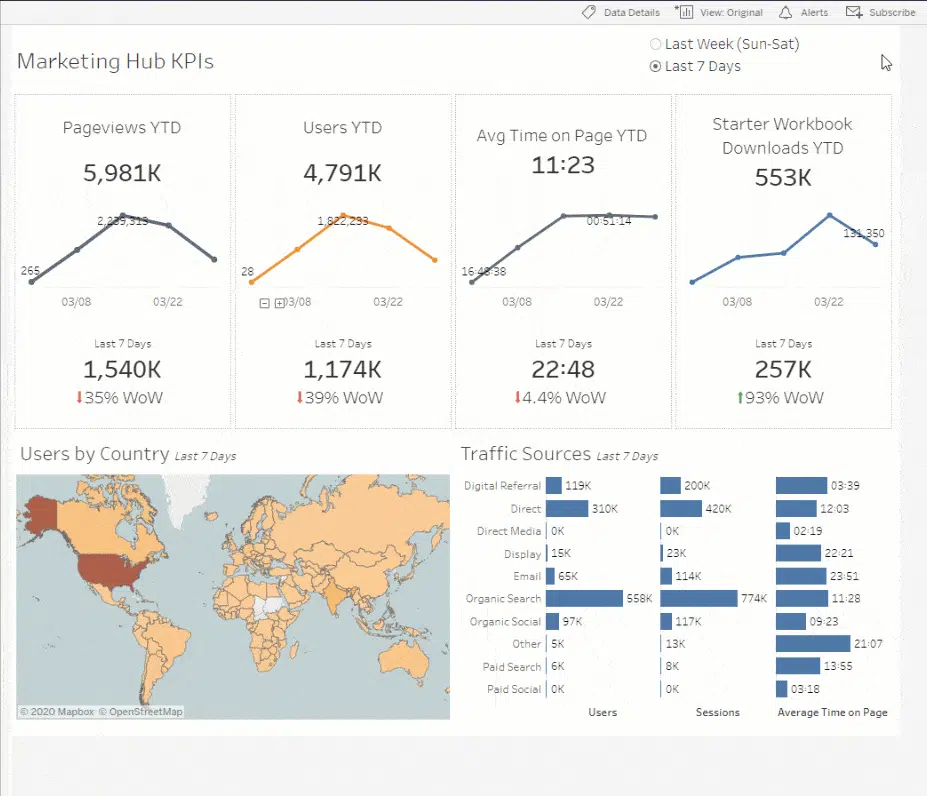 Data Details View: Original Alerts Subscribe
Marketing Hub KPIs
Last Week (Sun-Sat)
Last 7 Days
Pageviews YTD
5,981K
2,239,313
265
03/08 03/22
Last 7 Days
1,540K
35% WoW
Users YTD
4,791K
1,822,233
28
03/08 03/22
Last 7 Days
1,174K
39% WoW
Avg Time on Page YTD
11:23
00:51:14
16:48:38
03/08 03/22
Last 7 Days
22:48
4.4% WoW
Starter Workbook
Downloads YTD
553K
131,350
03/08 03/22
Last 7 Days
257K
93% WoW
Users by Country Last 7 Days
© 2020 Mapbox © OpenStreetMap
Traffic Sources Last 7 Days
Digital Referral 119K 200K 03:39
Direct 310K 420K 12:03
Direct Media 0K 0K 02:19
Display 15K 23K 22:21
Email 65K 114K 23:51
Organic Search 558K 774K 11:28
Organic Social 97K 117K 09:23
Other 5K 13K 21:07
Paid Search 6K 8K 13:55
Paid Social 0K 0K 03:18
Users Sessions Average Time on Page